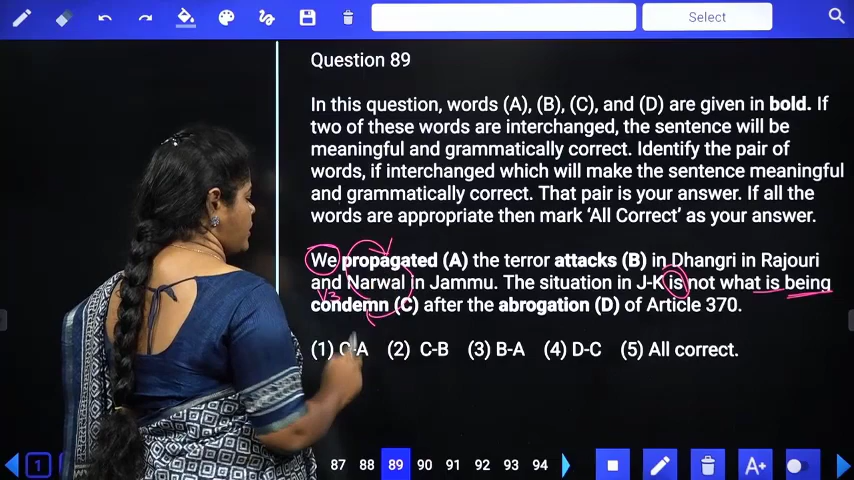 Select
Question 89
In this question, words (A), (B), (C), and (D) are given in bold. If
two of these words are interchanged, the sentence will be
meaningful and grammatically correct. Identify the pair of
words, if interchanged which will make the sentence meaningful
and grammatically correct. That pair is your answer. If all the
words are appropriate then mark ‘All Correct’ as your answer.
We propagated (A) the terror attacks (B) in Dhangri in Rajouri
and Narwal in Jammu. The situation in J-K is not what is being
V3
condemn (C) after the abrogation (D) of Article 370.
(1) C-A (2) C-B (3) B-A (4) D-C (5) All correct.
1 87 88 89 90 91 92 93 94 A+